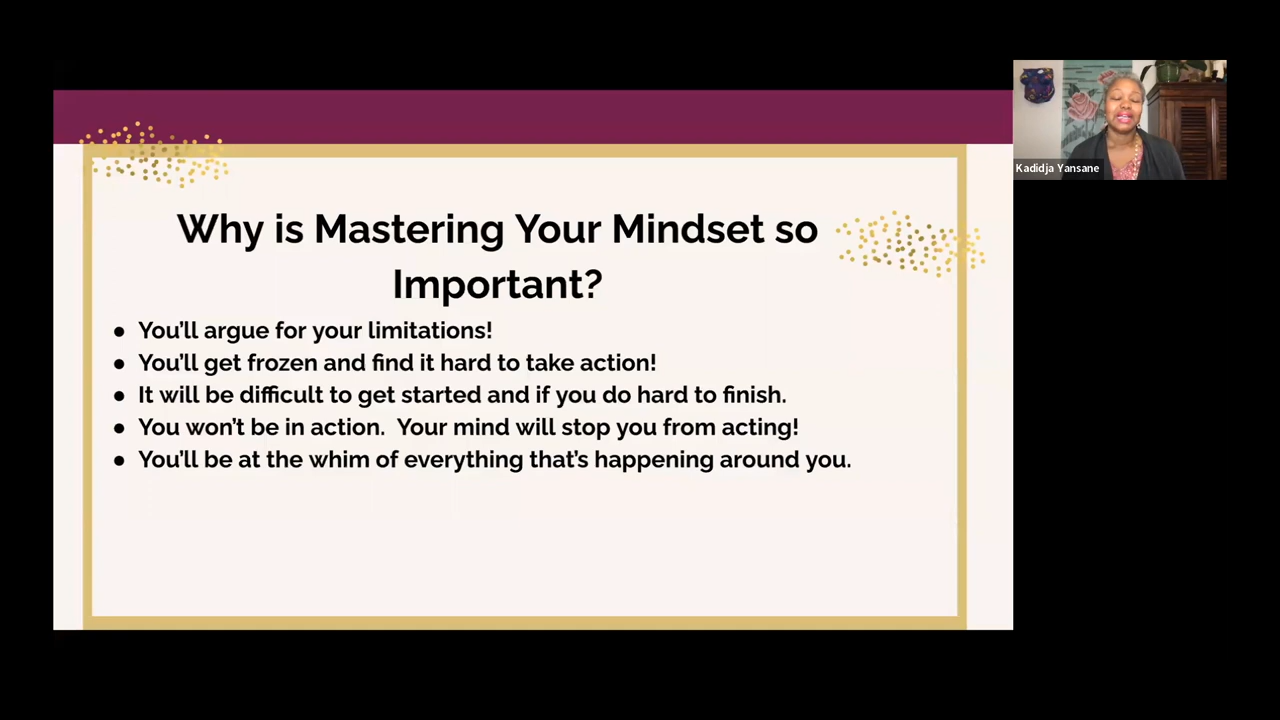 Why is Mastering Your Mindset so
Important?
● You'll argue for your limitations!
● You'll get frozen and find it hard to take action!
● It will be difficult to get started and if you do hard to finish.
● You won't be in action.  Your mind will stop you from acting!
● You'll be at the whim of everything that's happening around you.
Kadidja Yansane